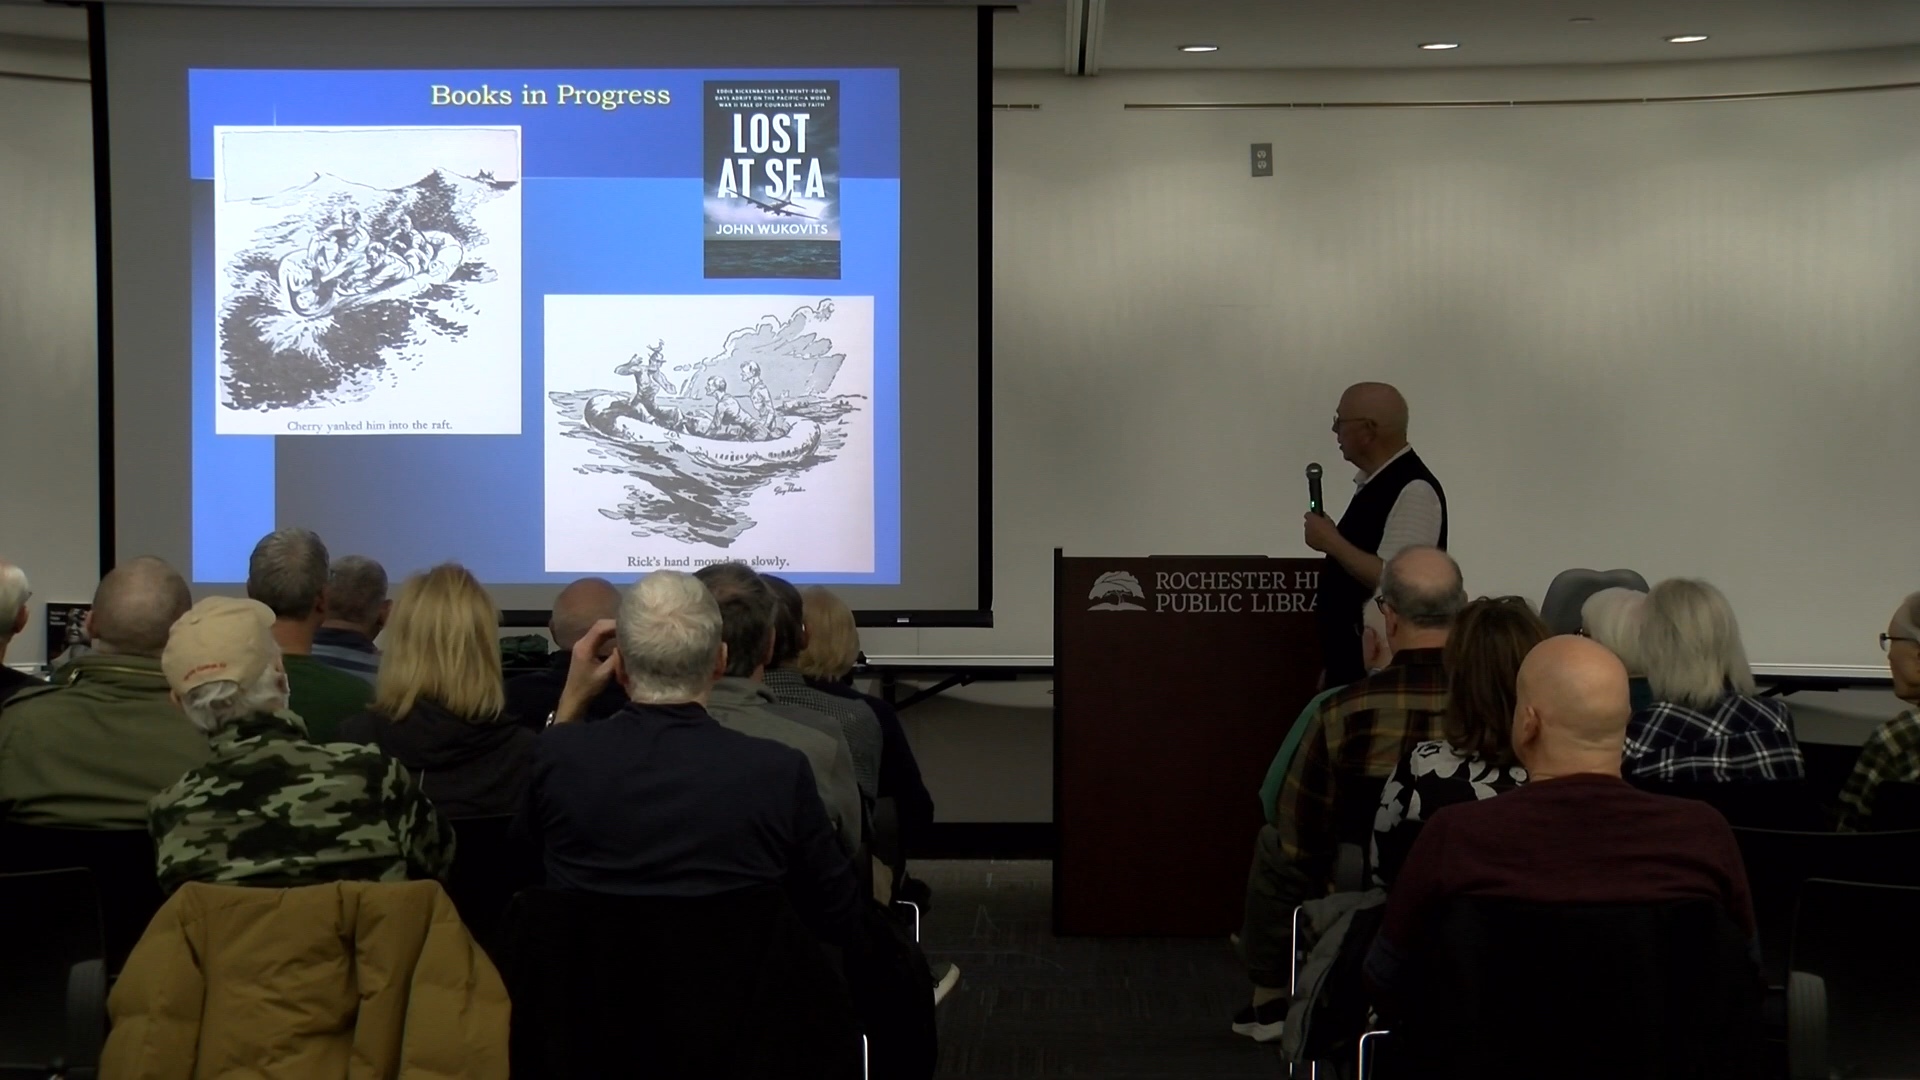 Books in Progress
EDDIE RICKENBACKER'S TWENTY-FOUR
DAYS ADRIFT ON THE PACIFIC—A WORLD
WAR II TALE OF COURAGE AND FAITH
LOST
AT SEA
JOHN WUKOVITS
Cherry yanked him into the raft.
Rick's hand moved up slowly.
ROCHESTER HI
PUBLIC LIBRA